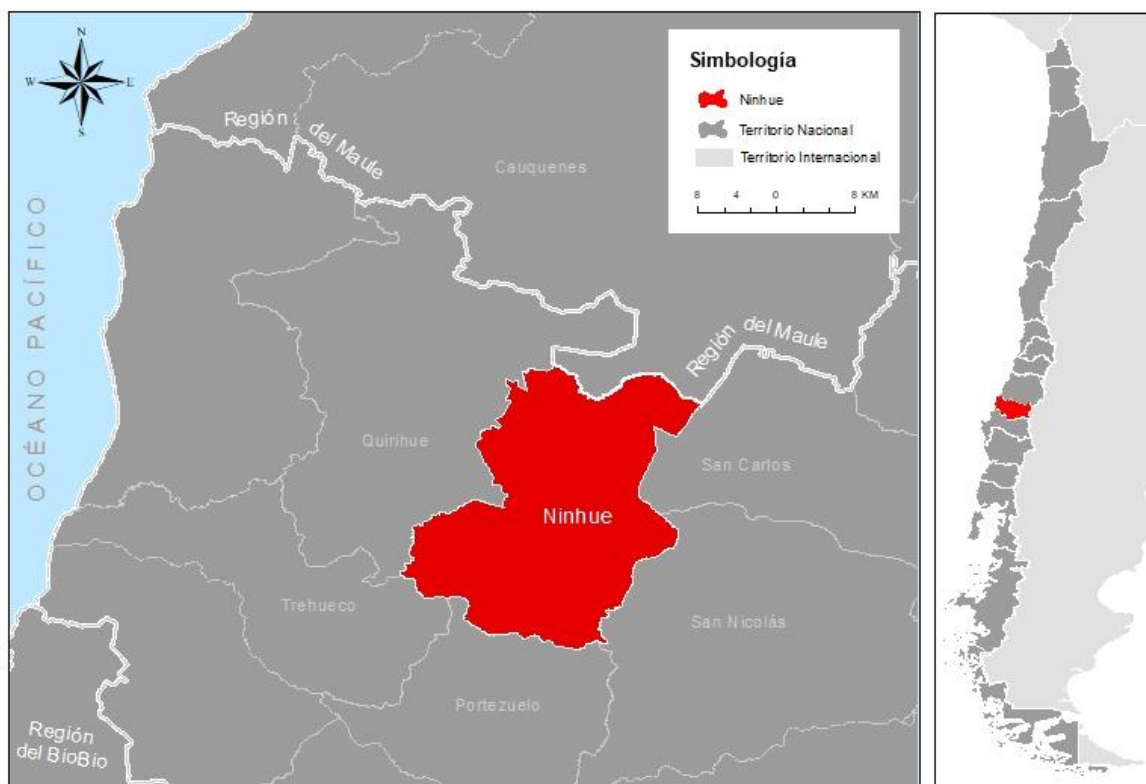 N
W
E
S
OCÉANO PACÍFICO
Región
del Maule
Cauquenes
Simbología
Ninhue
Territorio Nacional
Territorio Internacional
8 4 0 8 KM
Región del Maule
Quirihue
San Carlos
Ninhue
Trehueco
San Nicolás
Portezuelo
Región
del BíoBío